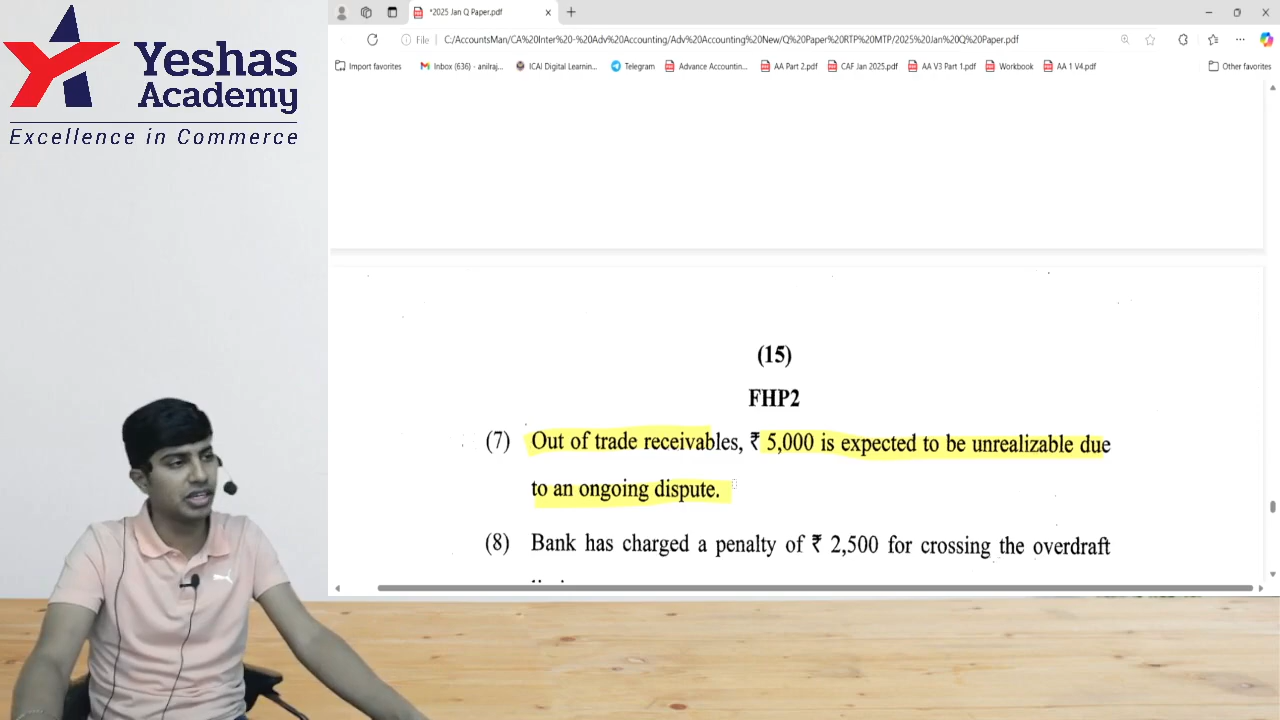 Yeshas
Academy
Excellence in Commerce
*2025 Jan Q Paper.pdf
File
C:/AccountsMan/CA%20Inter%20-%20Adv%20Accounting/Adv%20Accounting%20New/Q%20Paper%20RTP%20MTP/2025%20Jan%20Q%20Paper.pdf
Import favorites
Inbox (636) - anilraj...
ICAI Digital Learnin...
Telegram
Advance Accountin...
AA Part 2.pdf
CAF Jan 2025.pdf
AA V3 Part 1.pdf
Workbook
AA 1 V4.pdf
Other favorites
(15)
FHP2
(7) Out of trade receivables, ₹ 5,000 is expected to be unrealizable due
to an ongoing dispute.
(8) Bank has charged a penalty of ₹ 2,500 for crossing the overdraft